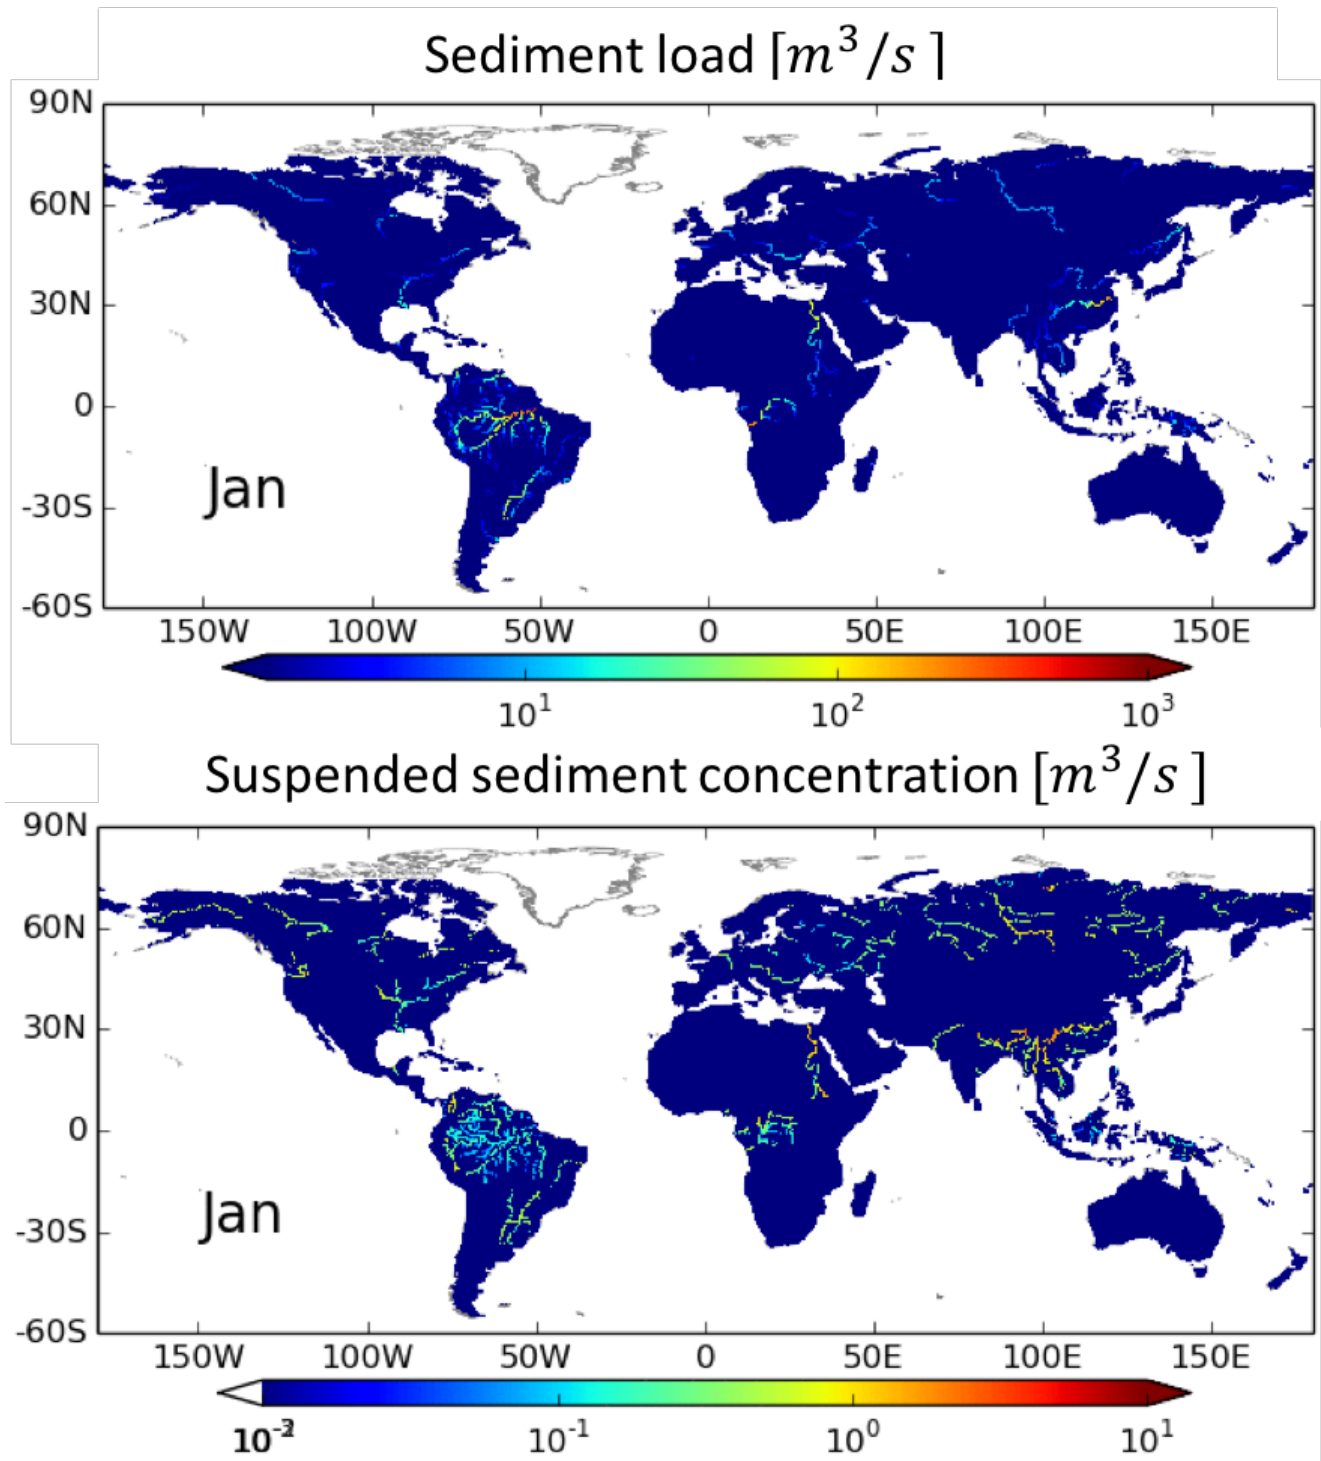 Sediment load [m³/s ]
90N
60N
30N
0
-30S
-60S
Jan
150W 100W 50W 0 50E 100E 150E
10¹ 10² 10³
Suspended sediment concentration [m³/s ]
90N
60N
30N
0
-30S
-60S
Jan
150W 100W 50W 0 50E 100E 150E
10⁻¹ 10⁰ 10¹